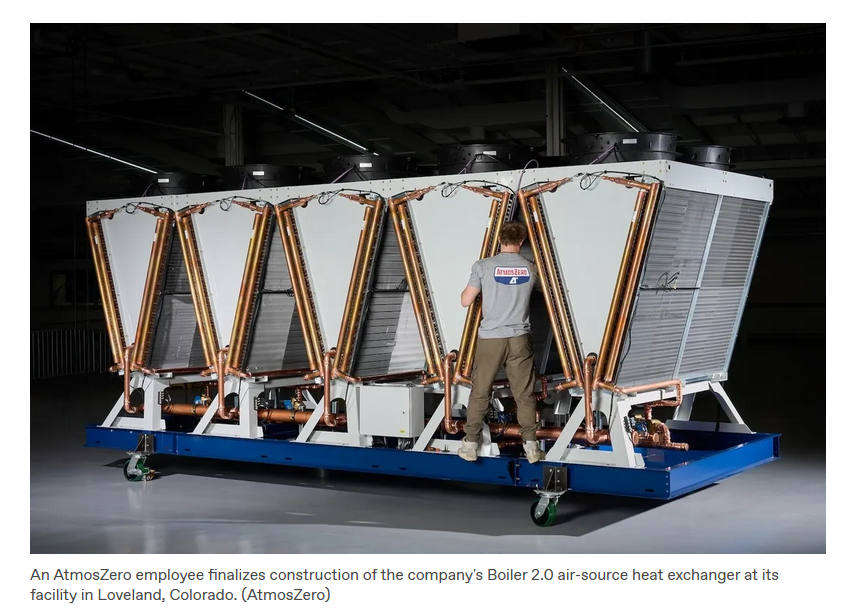 ATMOSZERO
An AtmosZero employee finalizes construction of the company's Boiler 2.0 air-source heat exchanger at its
facility in Loveland, Colorado. (AtmosZero)